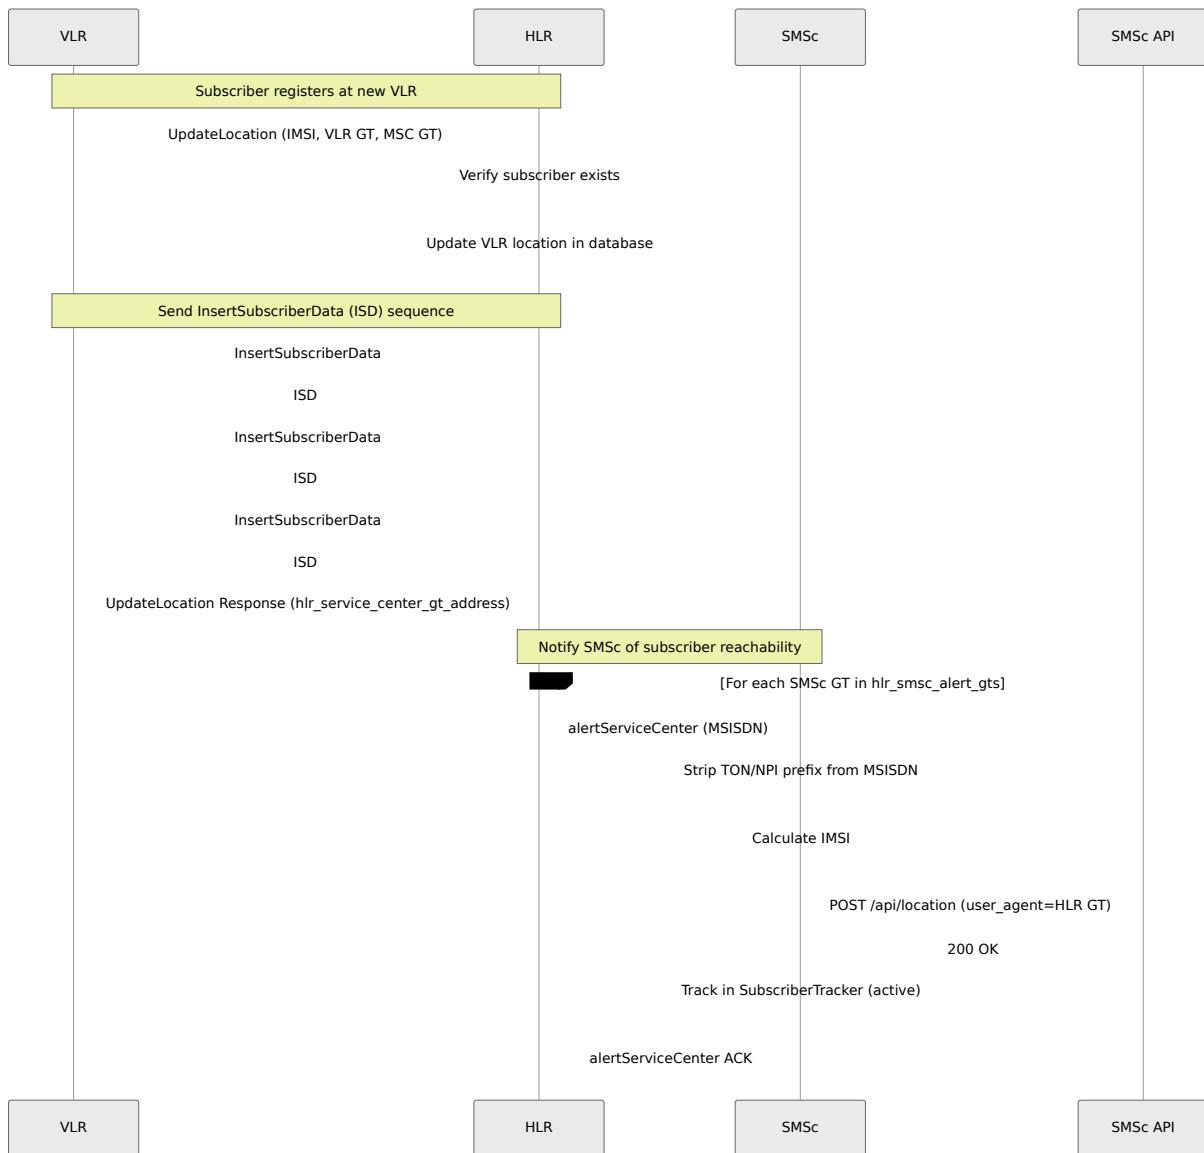 VLR
HLR
SMSc
SMSc API
Subscriber registers at new VLR
UpdateLocation (IMSI, VLR GT, MSC GT)
Verify subscriber exists
Update VLR location in database
Send InsertSubscriberData (ISD) sequence
InsertSubscriberData
ISD
InsertSubscriberData
ISD
InsertSubscriberData
ISD
UpdateLocation Response (hlr_service_center_gt_address)
Notify SMSc of subscriber reachability
[For each SMSc GT in hlr_smsc_alert_gts]
alertServiceCenter (MSISDN)
Strip TON/NPI prefix from MSISDN
Calculate IMSI
POST /api/location (user_agent=HLR GT)
200 OK
Track in SubscriberTracker (active)
alertServiceCenter ACK
VLR
HLR
SMSc
SMSc API